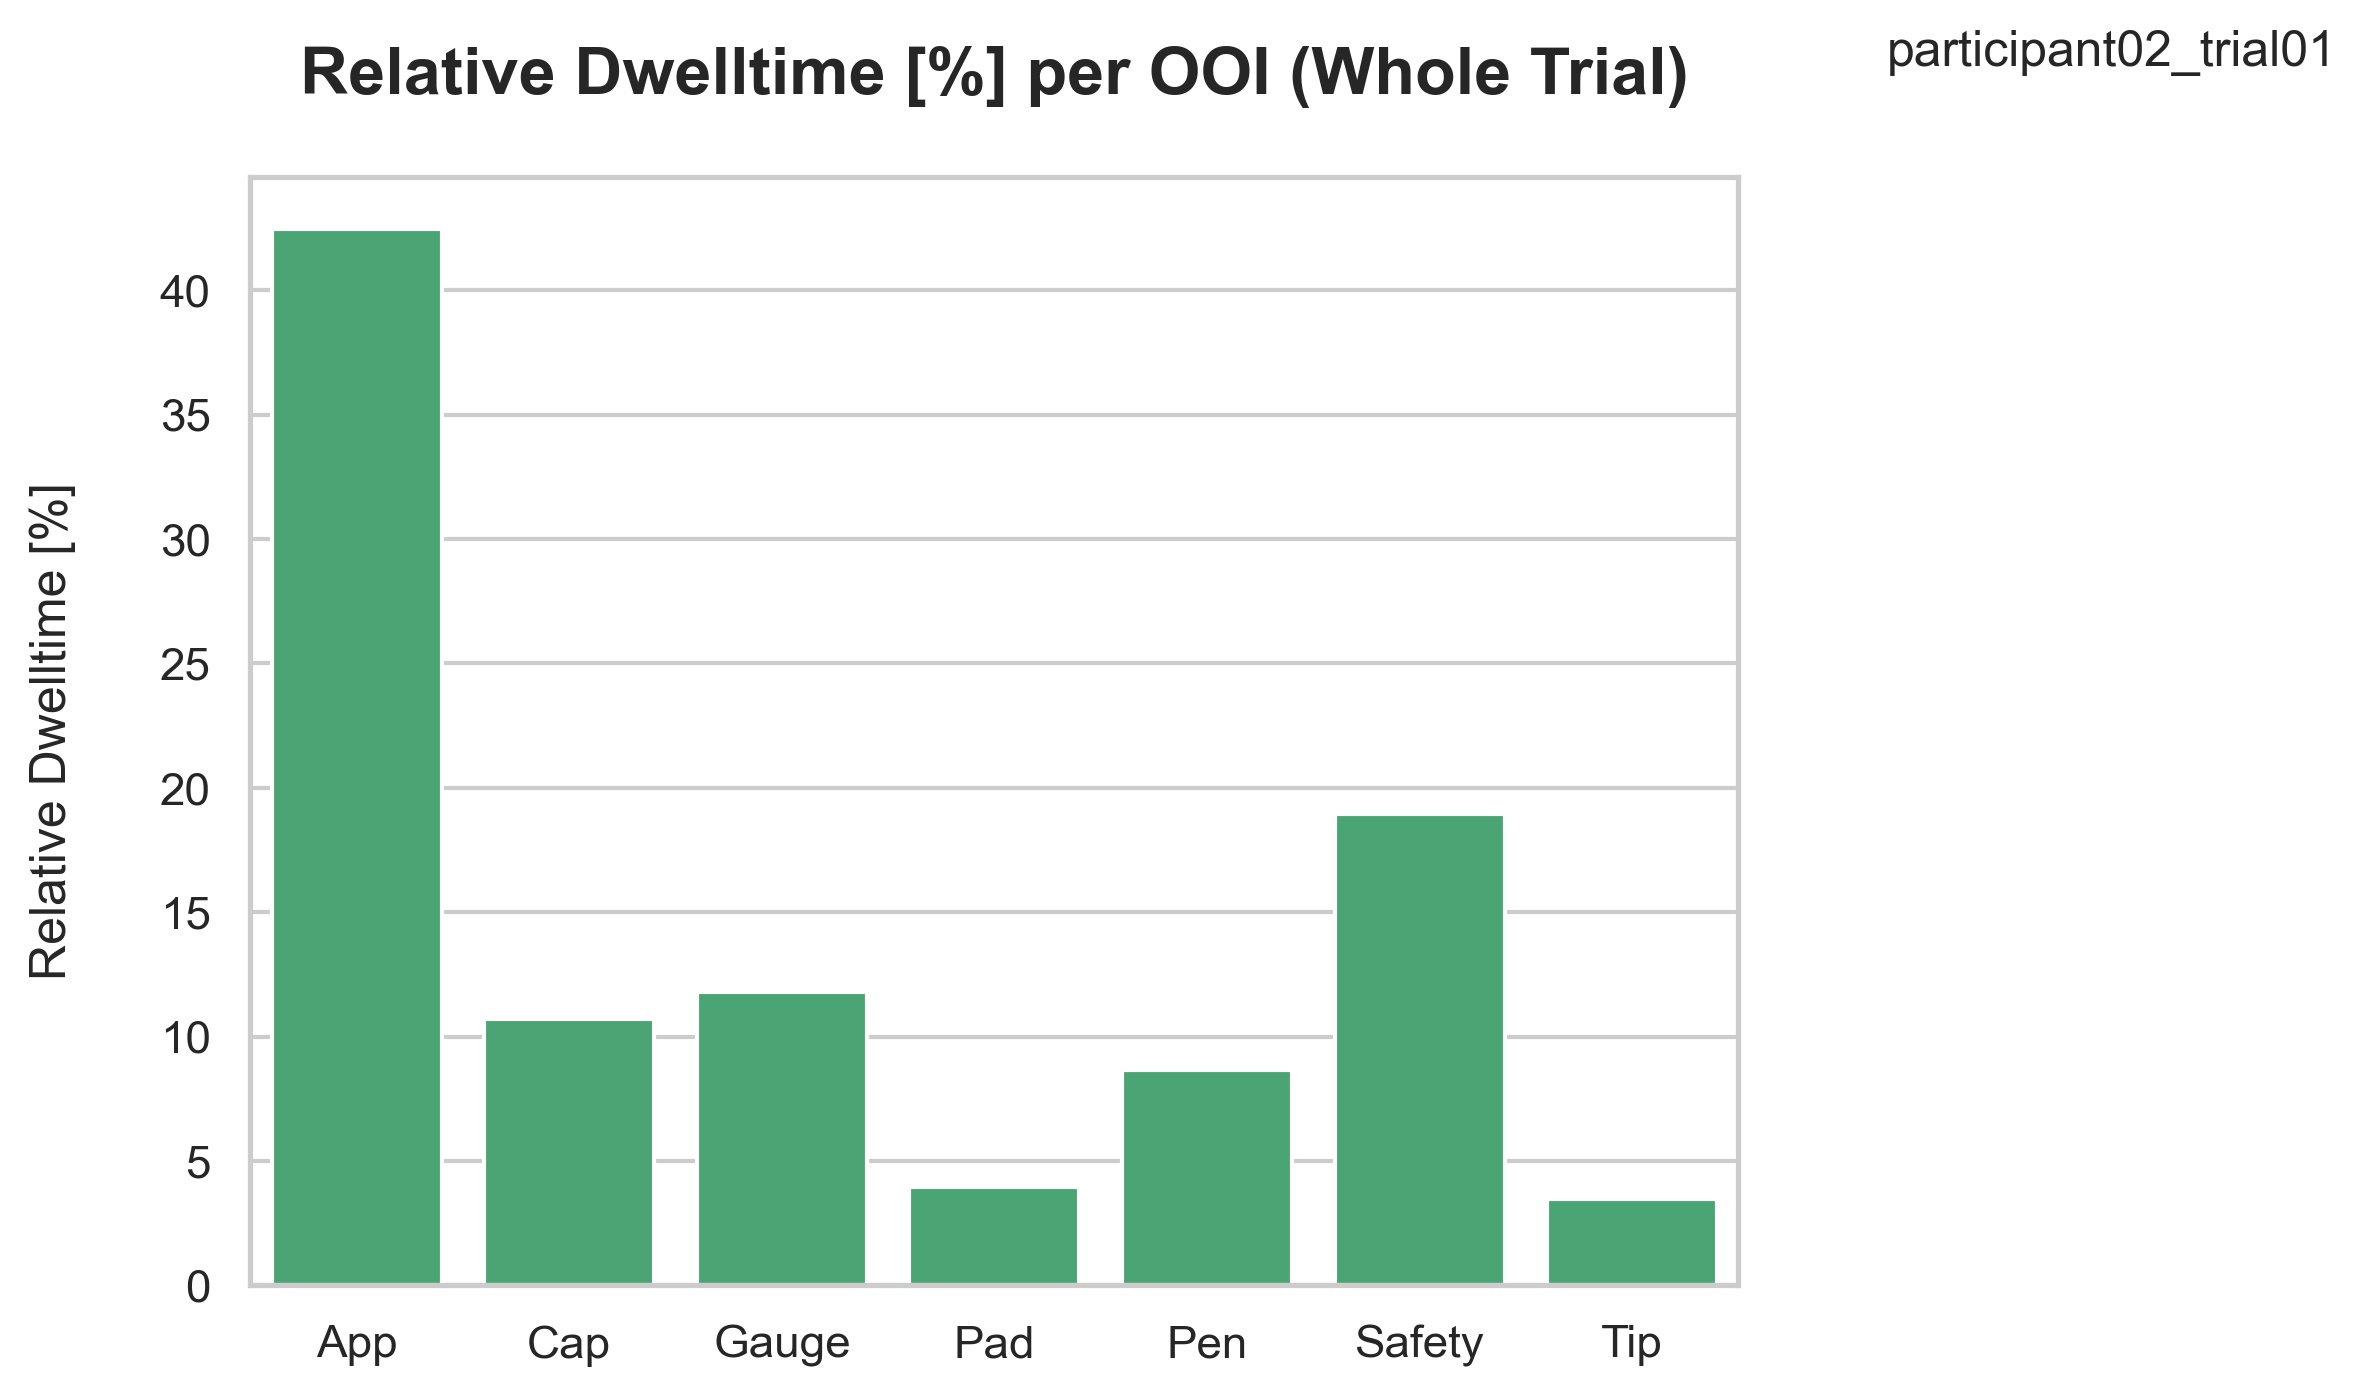 participant02_trial01
Relative Dwelltime [%] per OOI (Whole Trial)
Relative Dwelltime [%]
40
35
30
25
20
15
10
5
0
App Cap Gauge Pad Pen Safety Tip